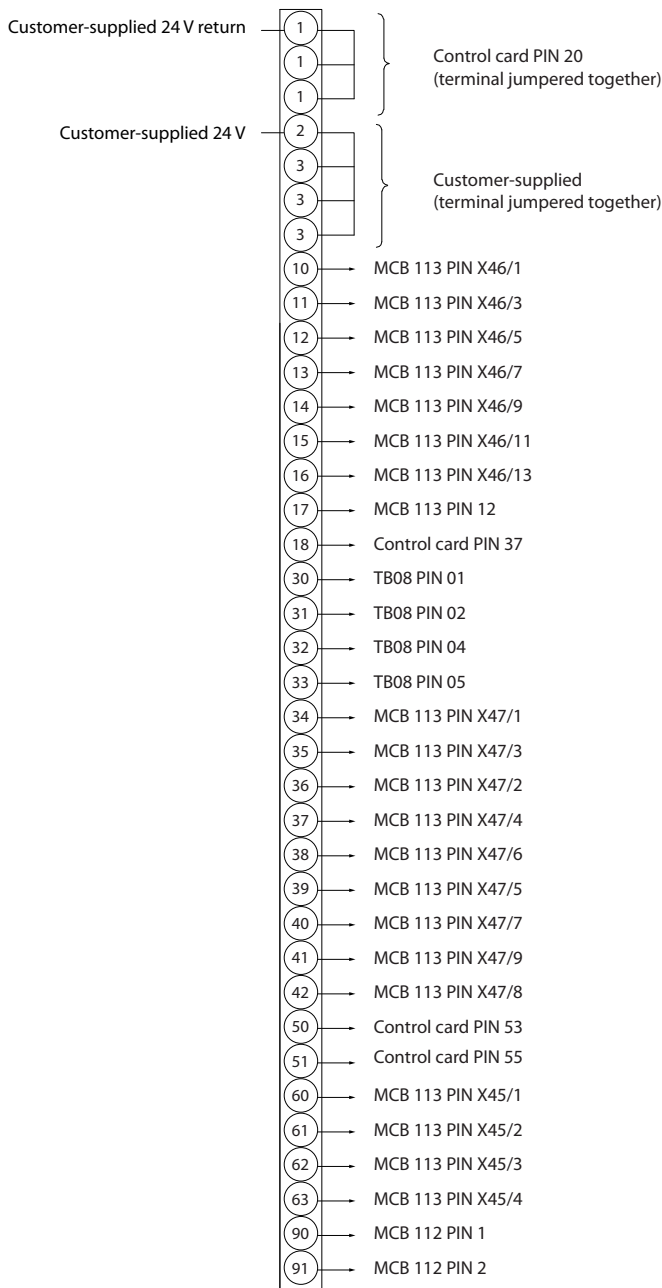 Customer-supplied 24 V return
1
1
1
Control card PIN 20
(terminal jumpered together)
Customer-supplied 24 V
2
3
3
3
Customer-supplied
(terminal jumpered together)
10 MCB 113 PIN X46/1
11 MCB 113 PIN X46/3
12 MCB 113 PIN X46/5
13 MCB 113 PIN X46/7
14 MCB 113 PIN X46/9
15 MCB 113 PIN X46/11
16 MCB 113 PIN X46/13
17 MCB 113 PIN 12
18 Control card PIN 37
30 TB08 PIN 01
31 TB08 PIN 02
32 TB08 PIN 04
33 TB08 PIN 05
34 MCB 113 PIN X47/1
35 MCB 113 PIN X47/3
36 MCB 113 PIN X47/2
37 MCB 113 PIN X47/4
38 MCB 113 PIN X47/6
39 MCB 113 PIN X47/5
40 MCB 113 PIN X47/7
41 MCB 113 PIN X47/9
42 MCB 113 PIN X47/8
50 Control card PIN 53
51 Control card PIN 55
60 MCB 113 PIN X45/1
61 MCB 113 PIN X45/2
62 MCB 113 PIN X45/3
63 MCB 113 PIN X45/4
90 MCB 112 PIN 1
91 MCB 112 PIN 2